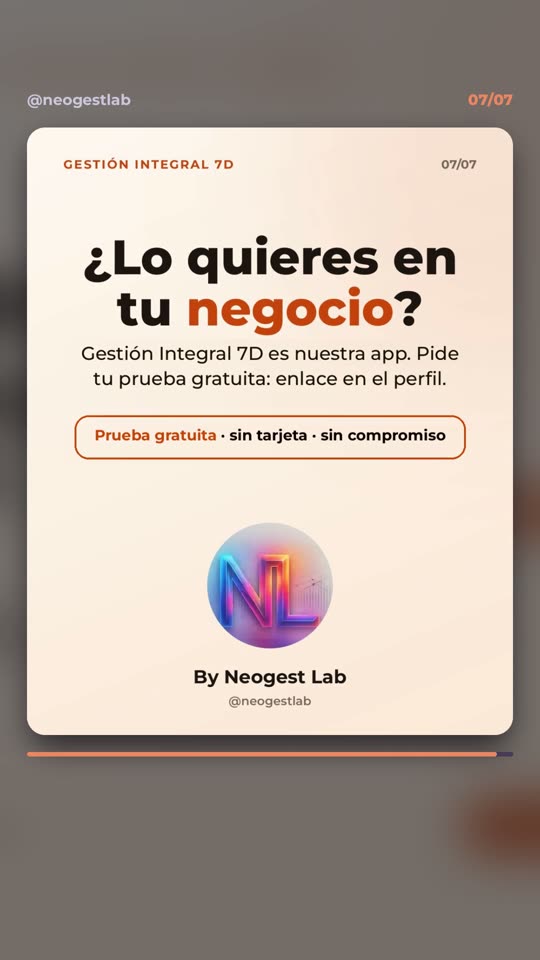 @neogestlab
07/07
GESTIÓN INTEGRAL 7D
07/07
¿Lo quieres en
tu negocio?
Gestión Integral 7D es nuestra app. Pide
tu prueba gratuita: enlace en el perfil.
Prueba gratuita · sin tarjeta · sin compromiso
NL
By Neogest Lab
@neogestlab